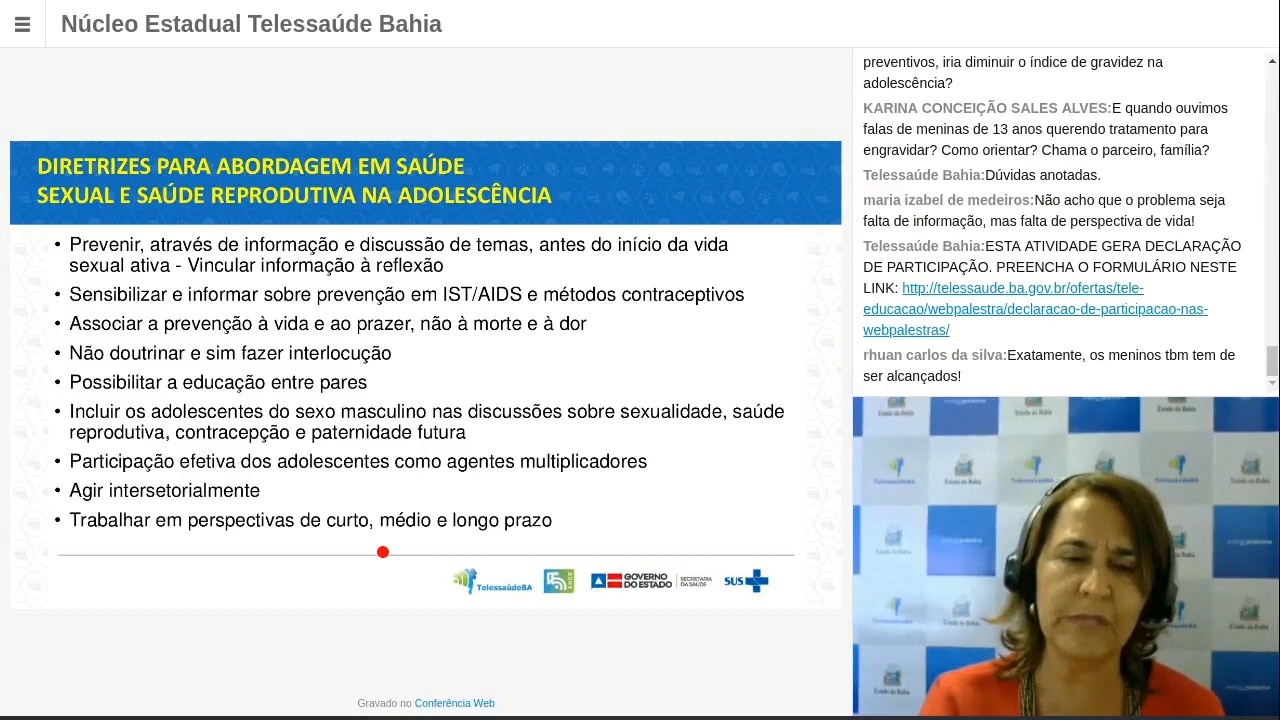 Núcleo Estadual Telessaúde Bahia
DIRETRIZES PARA ABORDAGEM EM SAÚDE
SEXUAL E SAÚDE REPRODUTIVA NA ADOLESCÊNCIA
• Prevenir, através de informação e discussão de temas, antes do início da vida
sexual ativa - Vincular informação à reflexão
• Sensibilizar e informar sobre prevenção em IST/AIDS e métodos contraceptivos
• Associar a prevenção à vida e ao prazer, não à morte e à dor
• Não doutrinar e sim fazer interlocução
• Possibilitar a educação entre pares
• Incluir os adolescentes do sexo masculino nas discussões sobre sexualidade, saúde
reprodutiva, contracepção e paternidade futura
• Participação efetiva dos adolescentes como agentes multiplicadores
• Agir intersetorialmente
• Trabalhar em perspectivas de curto, médio e longo prazo
TelessaúdeBA
GOVERNO
DO ESTADO
SECRETARIA
DA SAÚDE
SUS
Gravado no Conferência Web
preventivos, iria diminuir o índice de gravidez na
adolescência?
KARINA CONCEIÇÃO SALES ALVES:E quando ouvimos
falas de meninas de 13 anos querendo tratamento para
engravidar? Como orientar? Chama o parceiro, família?
Telessaúde Bahia:Dúvidas anotadas.
maria izabel de medeiros:Não acho que o problema seja
falta de informação, mas falta de perspectiva de vida!
Telessaúde Bahia:ESTA ATIVIDADE GERA DECLARAÇÃO
DE PARTICIPAÇÃO. PREENCHA O FORMULÁRIO NESTE
LINK: http://telessaude.ba.gov.br/ofertas/tele-
educacao/webpalestra/declaracao-de-participacao-nas-
webpalestras/
rhuan carlos da silva:Exatamente, os meninos tbm tem de
ser alcançados!